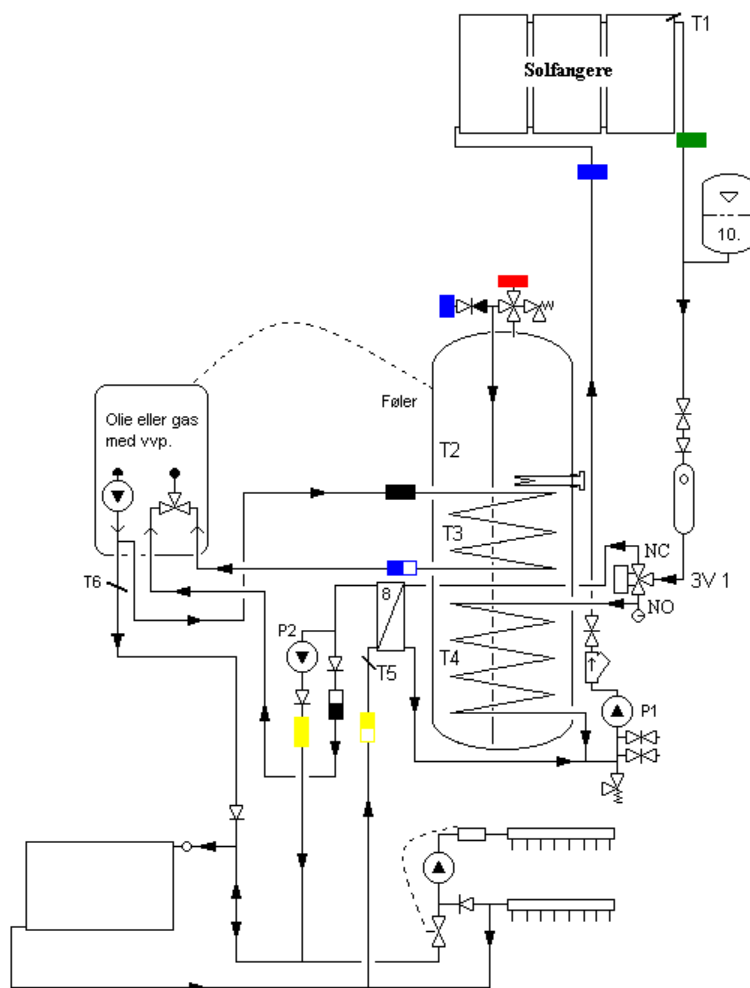 T1
Solfangere
10.
Føler
Olie eller gas
med vvp.
T2
T3
NC
3V 1
T6
8
NO
P2
T4
T5
P1